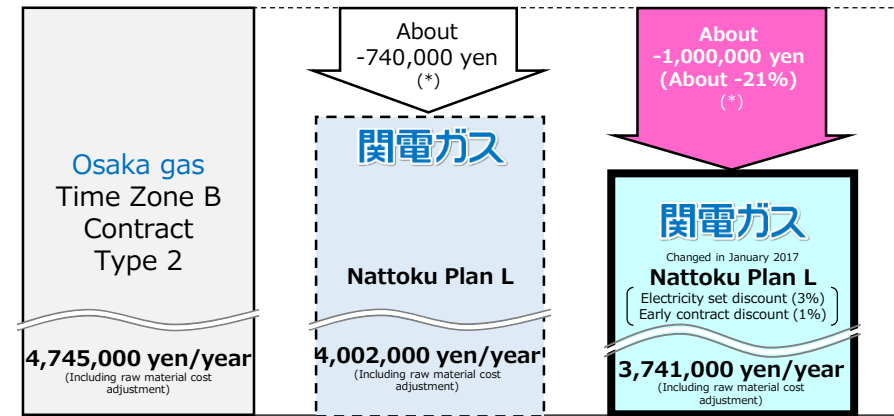 Osaka gas
Time Zone B
Contract
Type 2
4,745,000 yen/year
(Including raw material cost
adjustment)
About
-740,000 yen
(*)
関電ガス
Nattoku Plan L
4,002,000 yen/year
(Including raw material cost
adjustment)
About
-1,000,000 yen
(About -21%)
(*)
関電ガス
Changed in January 2017
Nattoku Plan L
Electricity set discount (3%)
Early contract discount (1%)
3,741,000 yen/year
(Including raw material cost
adjustment)